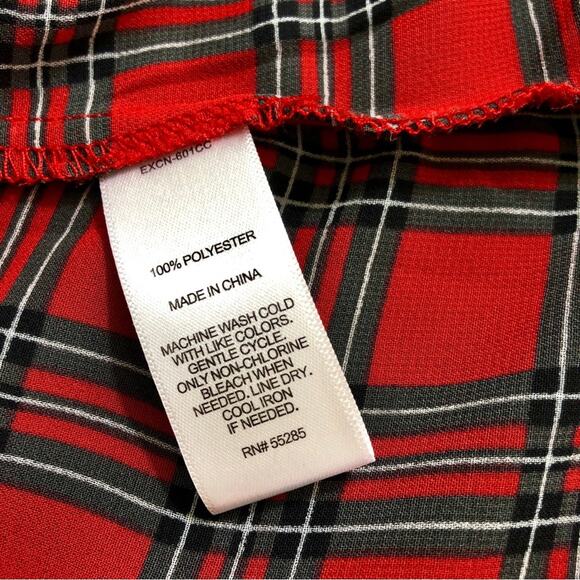 EXCN-601CC
100% POLYESTER
MADE IN CHINA
MACHINE WASH COLD
WITH LIKE COLORS.
GENTLE CYCLE.
ONLY NON-CHLORINE
BLEACH WHEN
NEEDED. LINE DRY.
COOL IRON
IF NEEDED.
RN# 55285